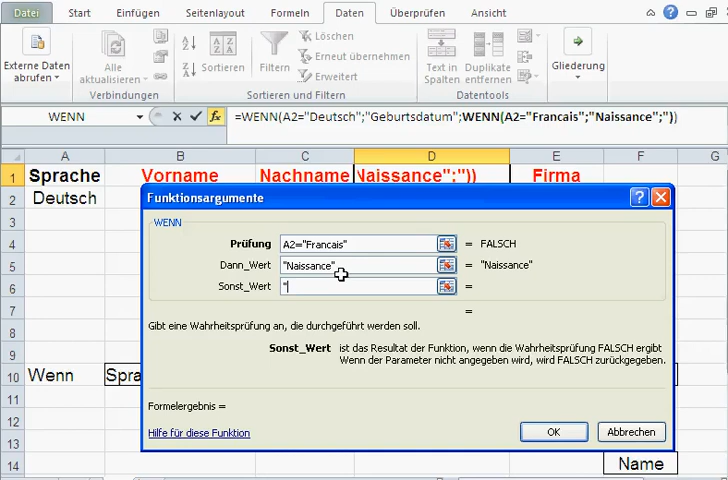 Datei Start Einfügen Seitenlayout Formeln Daten Überprüfen Ansicht
Externe Daten abrufen
Alle aktualisieren
Verbindungen
Sortieren
Filtern
Löschen
Erneut übernehmen
Erweitert
Sortieren und Filtern
Text in Spalten
Duplikate entfernen
Datentools
Gliederung
WENN
fx
=WENN(A2="Deutsch";"Geburtsdatum";WENN(A2="Francais";"Naissance";"))
A B C D E F G
1 Sprache Vorname Nachname Naissance";")) Firma
2 Deutsch
3
4
5
6
7
8
9
10 Wenn Spra
11
12
13
14 Name
Funktionsargumente
WENN
Prüfung A2="Francais" = FALSCH
Dann_Wert "Naissance" = "Naissance"
Sonst_Wert " =
=
Gibt eine Wahrheitsprüfung an, die durchgeführt werden soll.
Sonst_Wert ist das Resultat der Funktion, wenn die Wahrheitsprüfung FALSCH ergibt
Wenn der Parameter nicht angegeben wird, wird FALSCH zurückgegeben.
Formelergebnis =
Hilfe für diese Funktion
OK Abbrechen